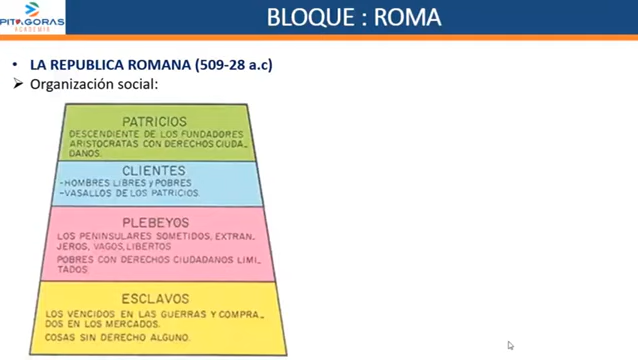 PITAGORAS
ACADEMIA
BLOQUE : ROMA
• LA REPUBLICA ROMANA (509-28 a.c)
➢ Organización social:
PATRICIOS
DESCENDIENTE DE LOS FUNDADORES
ARISTOCRATAS CON DERECHOS CIUDA_
DANOS.
CLIENTES
-HOMBRES LIBRES y POBRES
-VASALLOS DE LOS PATRICIOS.
PLEBEYOS
LOS PENINSULARES SOMETIDOS, EXTRAN_
JEROS, VAGOS, LIBERTOS
POBRES CON DERECHOS CIUDADANOS LIMI_
TADOS
ESCLAVOS
LOS VENCIDOS EN LAS GUERRAS Y COMPRA_
DOS EN LOS MERCADOS.
COSAS SIN DERECHO ALGUNO.